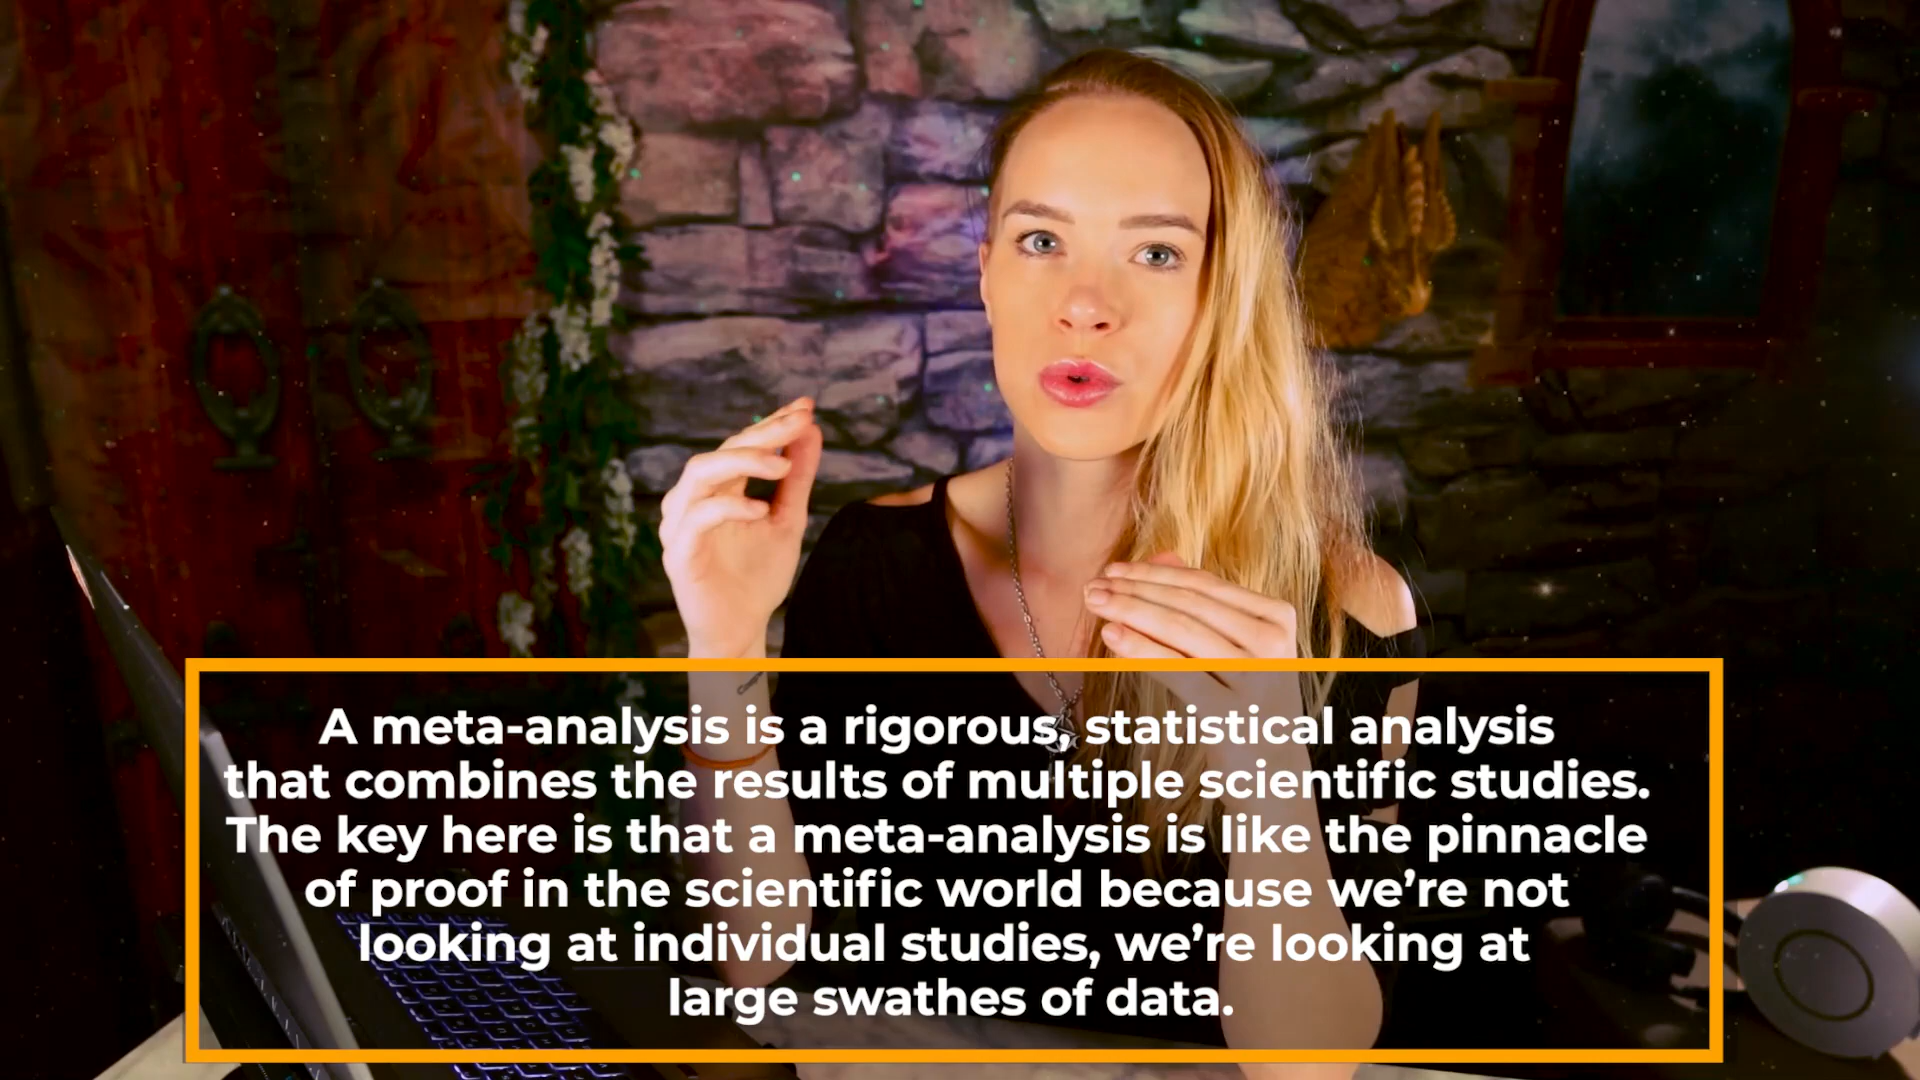 A meta-analysis is a rigorous, statistical analysis
that combines the results of multiple scientific studies.
The key here is that a meta-analysis is like the pinnacle
of proof in the scientific world because we’re not
looking at individual studies, we’re looking at
large swathes of data.